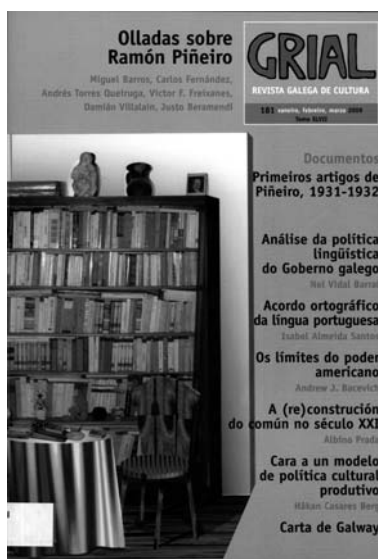 Olladas sobre
Ramón Piñeiro
Miguel Barros, Carlos Fernández,
Andrés Torres Queiruga, Víctor F. Freixanes,
Damián Villalaín, Justo Beramendi
GRIAL
REVISTA GALEGA DE CULTURA
181 xaneiro, febreiro, marzo 2009
Tomo XLVII
Documentos
Primeiros artigos de
Piñeiro, 1931-1932
Análise da política
lingüística
do Goberno galego
Nel Vidal Barral
Acordo ortográfico
da língua portuguesa
Isabel Almeida Santos
Os límites do poder
americano
Andrew J. Bacevich
A (re)construción
do común no século XXI
Albino Prada
Cara a un modelo
de política cultural
produtivo
Håkan Casares Berg
Carta de Galway